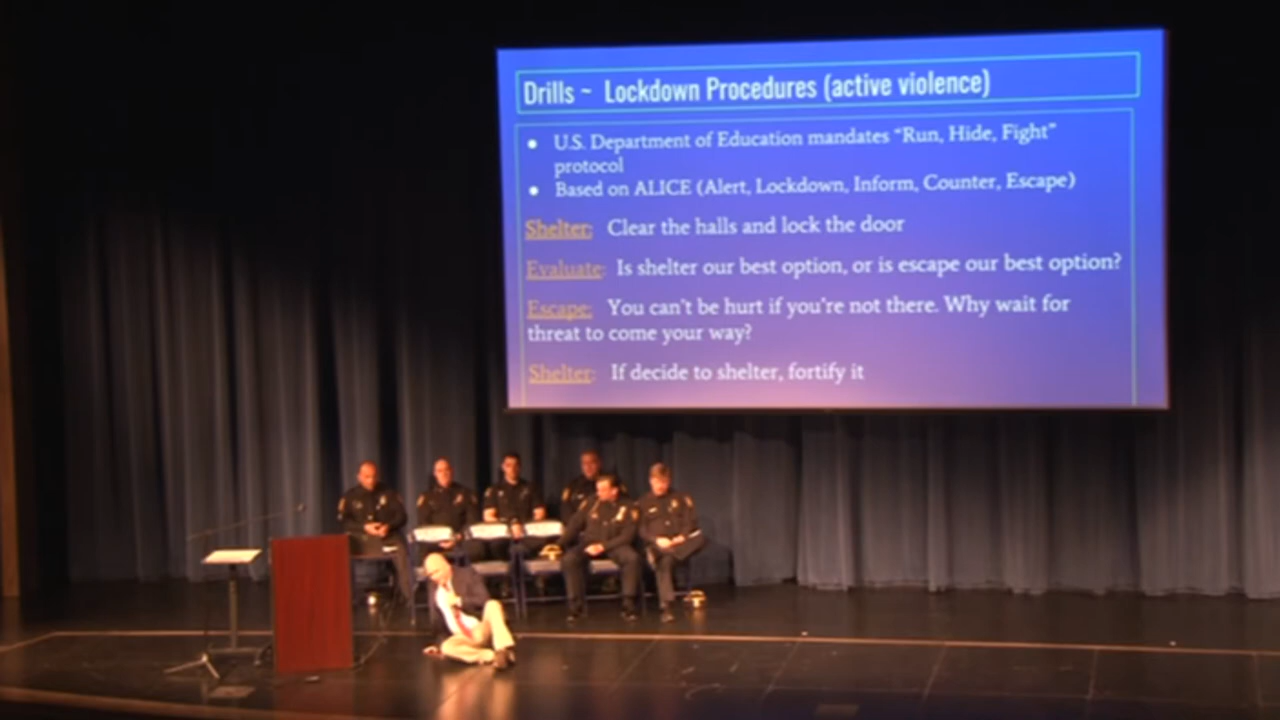 Drills ~ Lockdown Procedures (active violence)
• U.S. Department of Education mandates "Run, Hide, Fight"
protocol
• Based on ALICE (Alert, Lockdown, Inform, Counter, Escape)
Shelter: Clear the halls and lock the door
Evaluate: Is shelter our best option, or is escape our best option?
Escape: You can't be hurt if you're not there. Why wait for
threat to come your way?
Shelter: If decide to shelter, fortify it